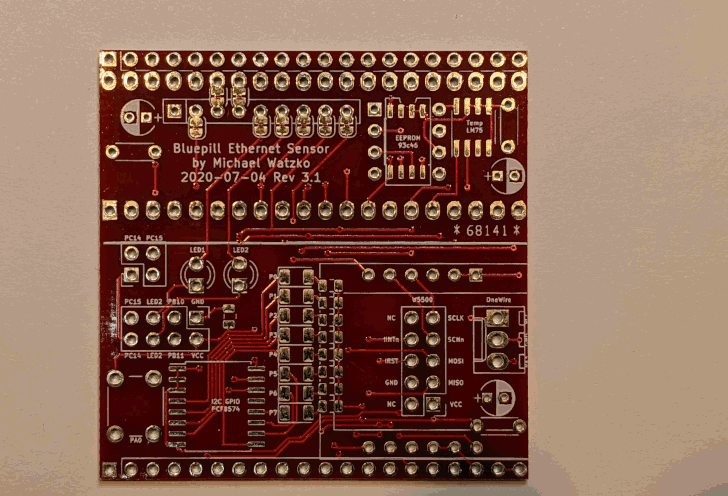 +
Temp
LM75
EEPROM
93c46
Bluepill Ethernet Sensor
by Michael Watzko
2020-07-04 Rev 3.1
+
* 68141 *
PC14 PC15
LED1
LED2
P0
PC15 LED2 PB10 GND
P1
W5500
OneWire
NC
SCLK
P2
P3
INTn
SCNn
PC14 LED2 PB11 VCC
P4
IRST
MOSI
P5
GND
MISO
I2C GPIO
PCF8574
P6
+
NC
VCC
P7
PA0